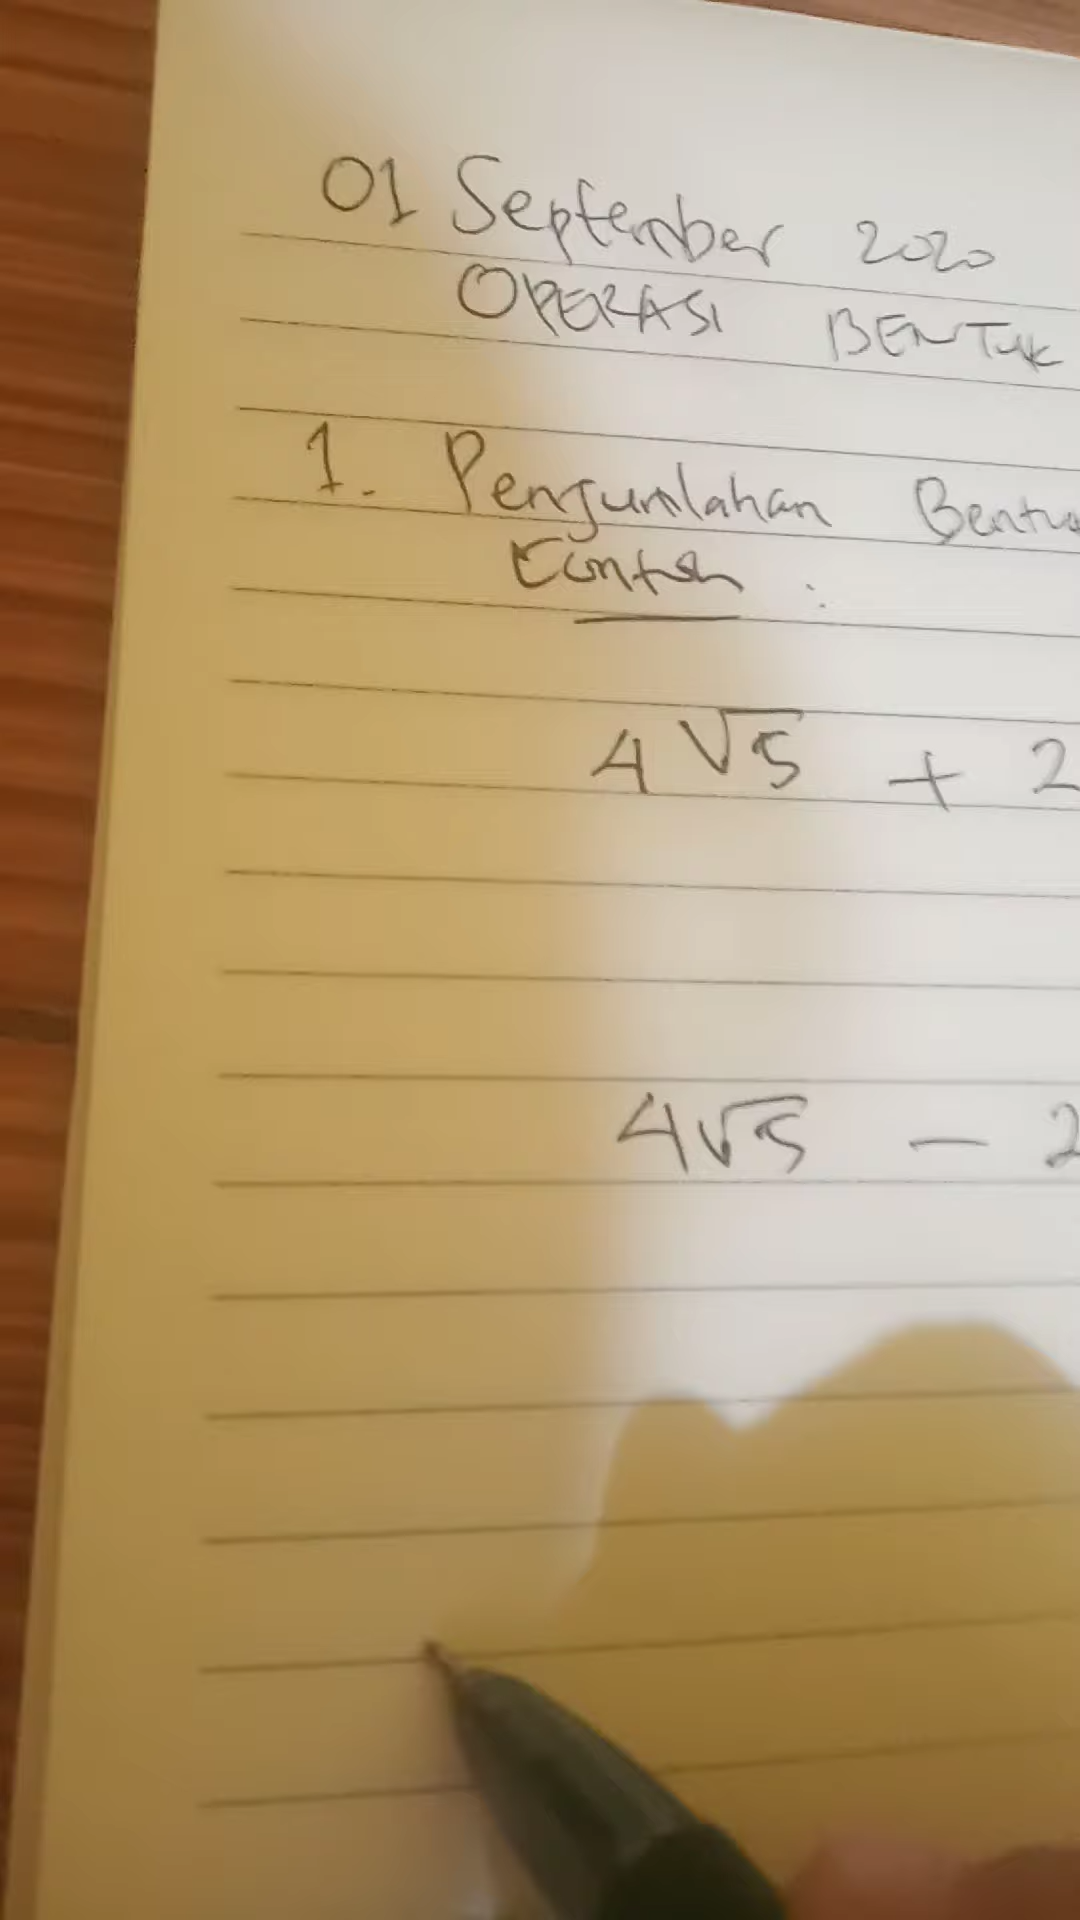 01 September 2020
OPERASI BENTUK
1. Penjumlahan
Contoh :
4√5 + 2
4√5 - 2